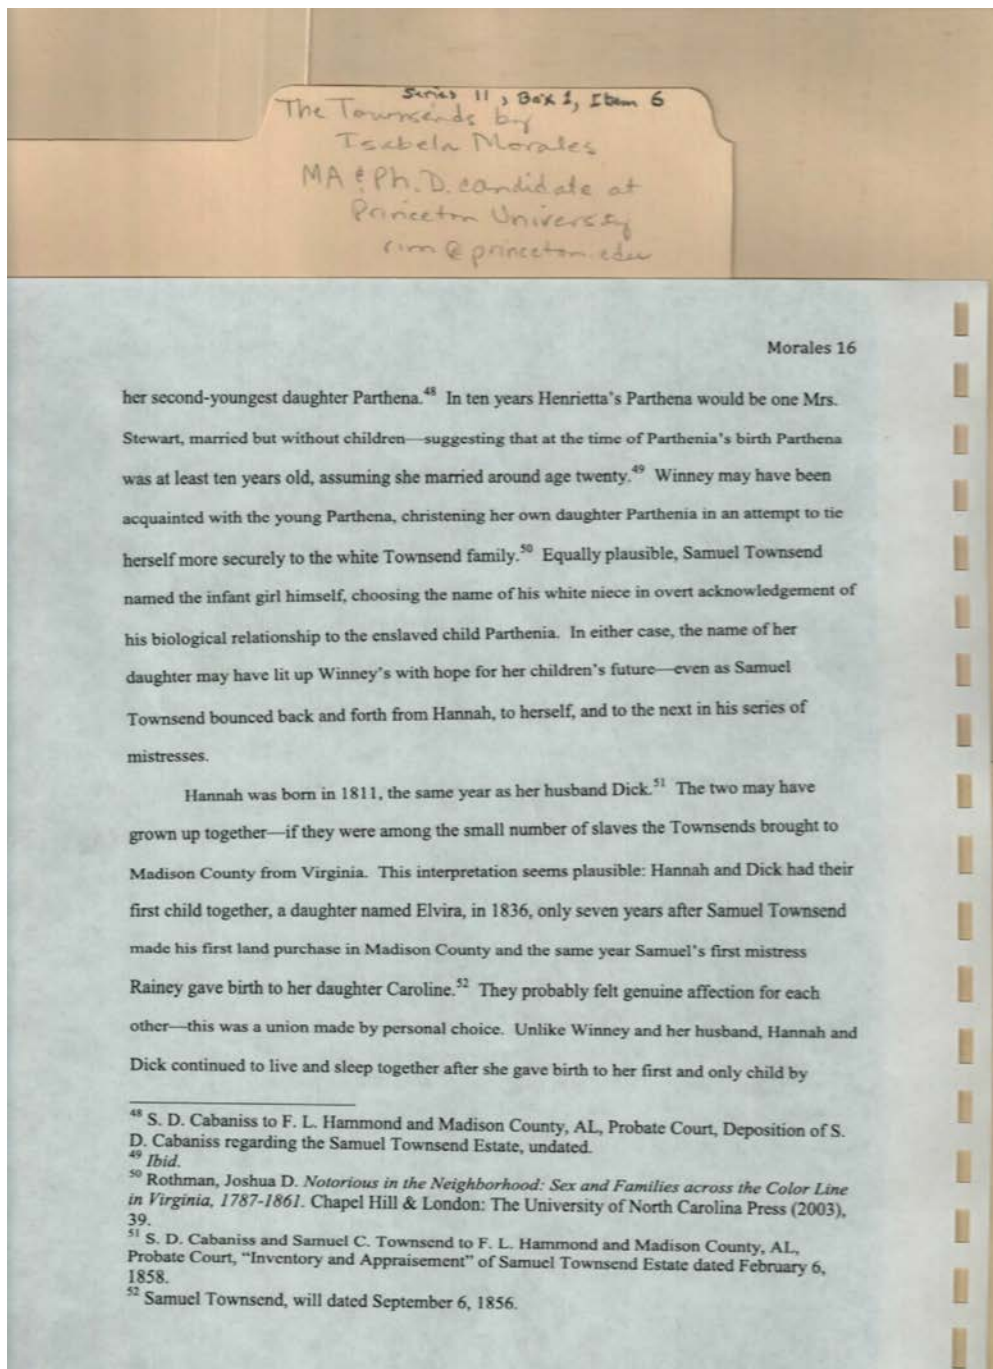 Series 11, Box 1, Item 6
The Townsends by
Isabela Morales
MA & Ph.D. candidate at
Princeton University
rim@princeton.edu
Morales 16
her second-youngest daughter Parthena.48 In ten years Henrietta's Parthena would be one Mrs.
Stewart, married but without children—suggesting that at the time of Parthenia's birth Parthena
was at least ten years old, assuming she married around age twenty.49 Winney may have been
acquainted with the young Parthena, christening her own daughter Parthenia in an attempt to tie
herself more securely to the white Townsend family.50 Equally plausible, Samuel Townsend
named the infant girl himself, choosing the name of his white niece in overt acknowledgement of
his biological relationship to the enslaved child Parthenia. In either case, the name of her
daughter may have lit up Winney's with hope for her children's future—even as Samuel
Townsend bounced back and forth from Hannah, to herself, and to the next in his series of
mistresses.
Hannah was born in 1811, the same year as her husband Dick.51 The two may have
grown up together—if they were among the small number of slaves the Townsends brought to
Madison County from Virginia. This interpretation seems plausible: Hannah and Dick had their
first child together, a daughter named Elvira, in 1836, only seven years after Samuel Townsend
made his first land purchase in Madison County and the same year Samuel's first mistress
Rainey gave birth to her daughter Caroline.52 They probably felt genuine affection for each
other—this was a union made by personal choice. Unlike Winney and her husband, Hannah and
Dick continued to live and sleep together after she gave birth to her first and only child by
48 S. D. Cabaniss to F. L. Hammond and Madison County, AL, Probate Court, Deposition of S.
D. Cabaniss regarding the Samuel Townsend Estate, undated.
49 Ibid.
50 Rothman, Joshua D. Notorious in the Neighborhood: Sex and Families across the Color Line
in Virginia, 1787-1861. Chapel Hill & London: The University of North Carolina Press (2003),
39.
51 S. D. Cabaniss and Samuel C. Townsend to F. L. Hammond and Madison County, AL,
Probate Court, "Inventory and Appraisement" of Samuel Townsend Estate dated February 6,
1858.
52 Samuel Townsend, will dated September 6, 1856.